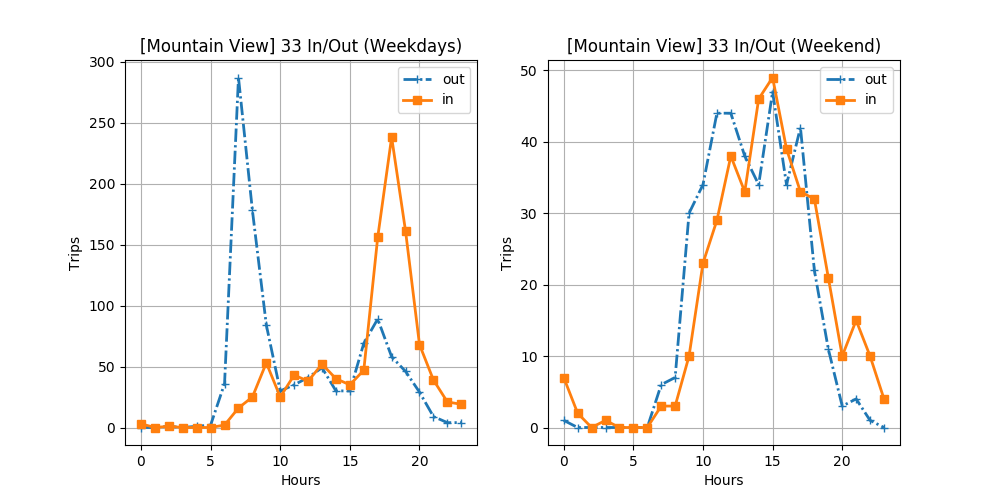 [Mountain View] 33 In/Out (Weekdays)
300
250
200
150
100
50
0
Trips
0 5 10 15 20
Hours
out
in
[Mountain View] 33 In/Out (Weekend)
50
40
30
20
10
0
Trips
0 5 10 15 20
Hours
out
in